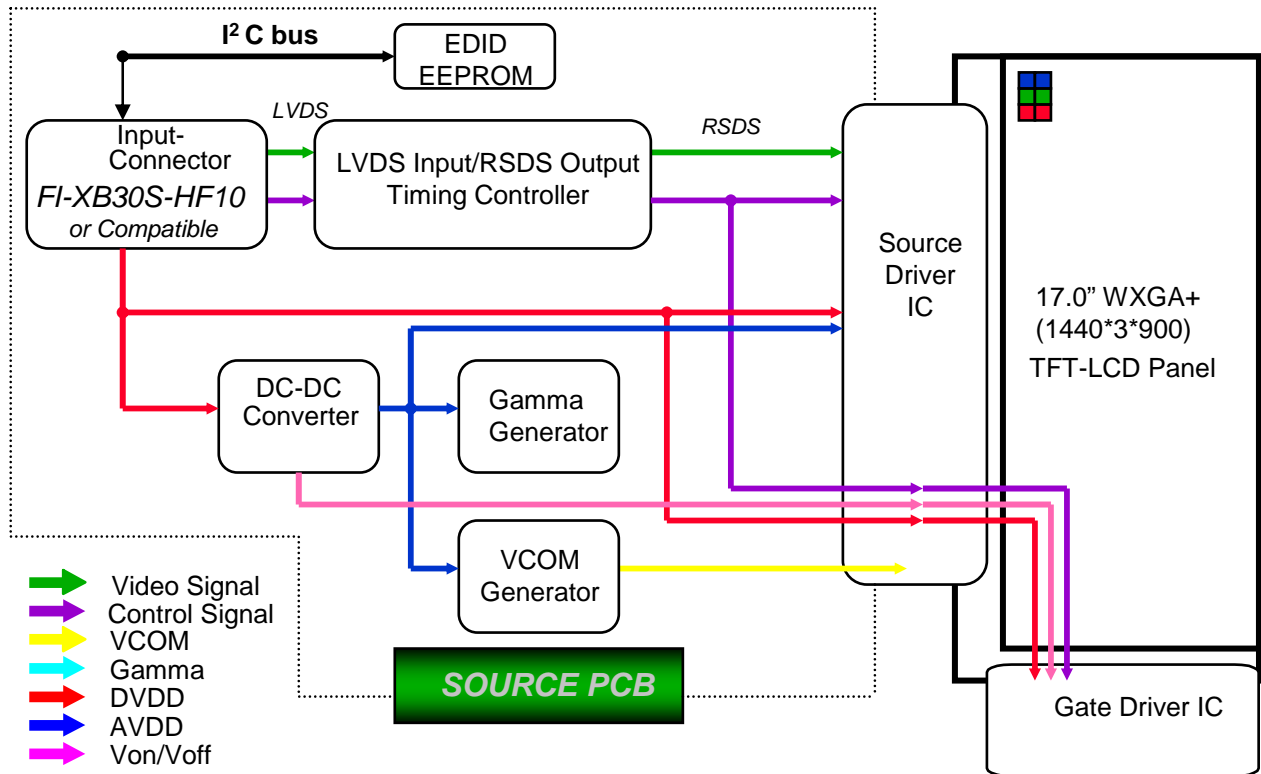 I² C bus
EDID
EEPROM
LVDS
RSDS
Input-
Connector
FI-XB30S-HF10
or Compatible
LVDS Input/RSDS Output
Timing Controller
Source
Driver
IC
17.0” WXGA+
(1440*3*900)
TFT-LCD Panel
DC-DC
Converter
Gamma
Generator
VCOM
Generator
Video Signal
Control Signal
VCOM
Gamma
DVDD
AVDD
Von/Voff
SOURCE PCB
Gate Driver IC